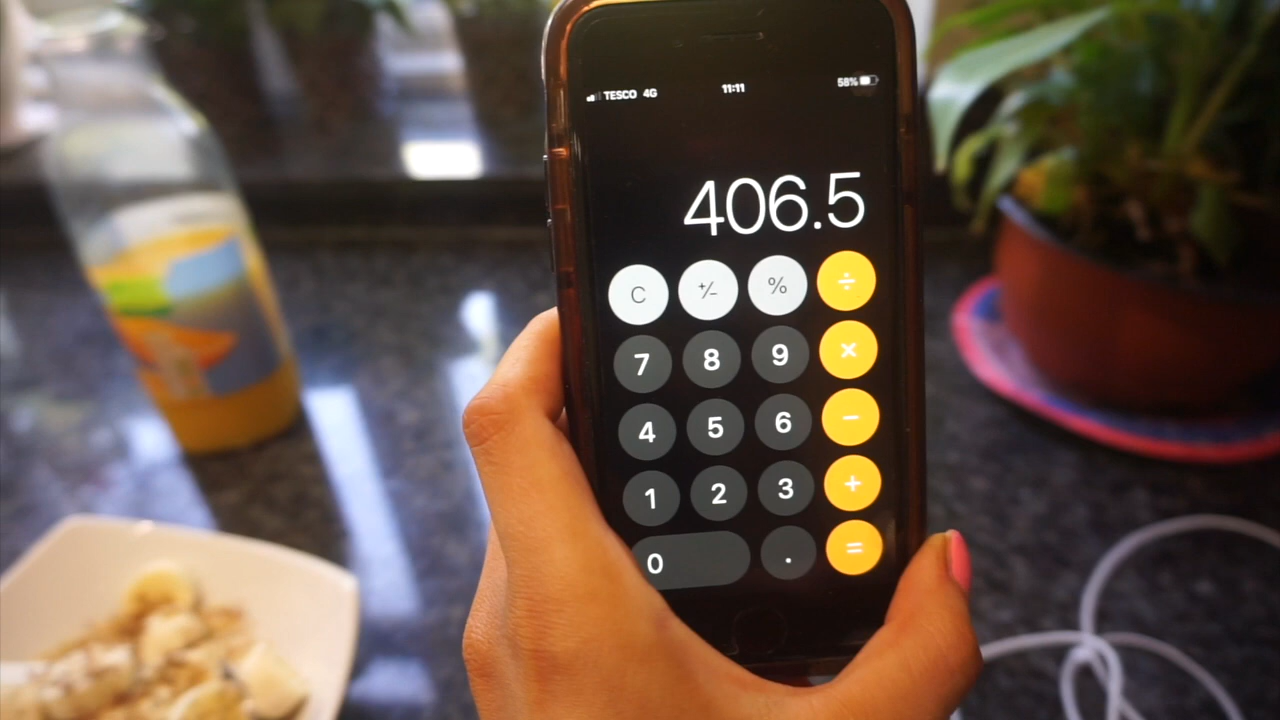 TESCO 4G 11:11 58%
406.5
C +/- % ÷
7 8 9 ×
4 5 6 −
1 2 3 +
0 . =